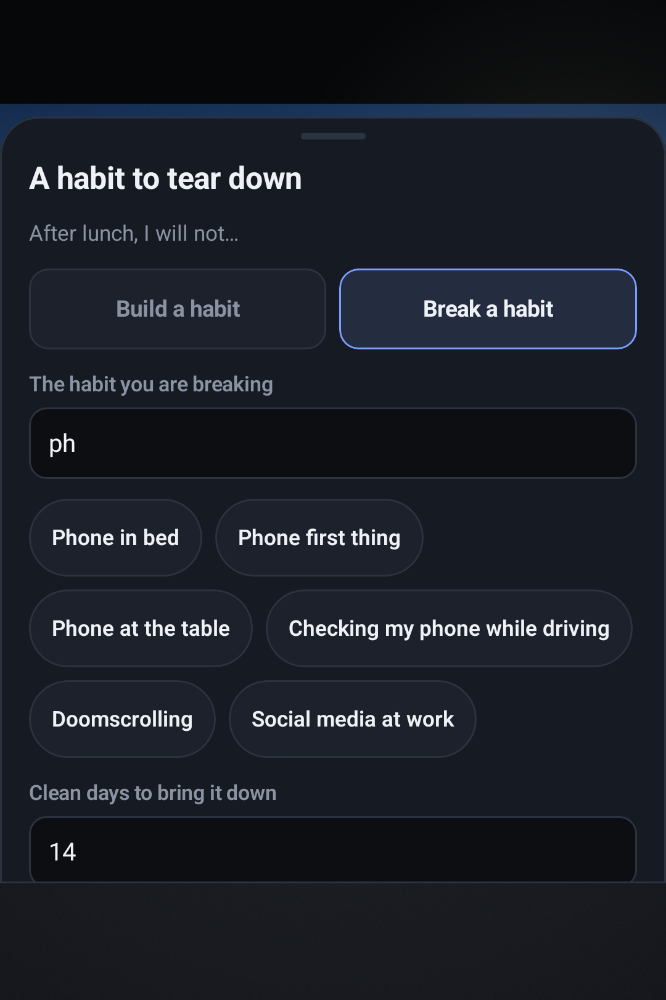 A habit to tear down
After lunch, I will not…
Build a habit
Break a habit
The habit you are breaking
ph
Phone in bed
Phone first thing
Phone at the table
Checking my phone while driving
Doomscrolling
Social media at work
Clean days to bring it down
14